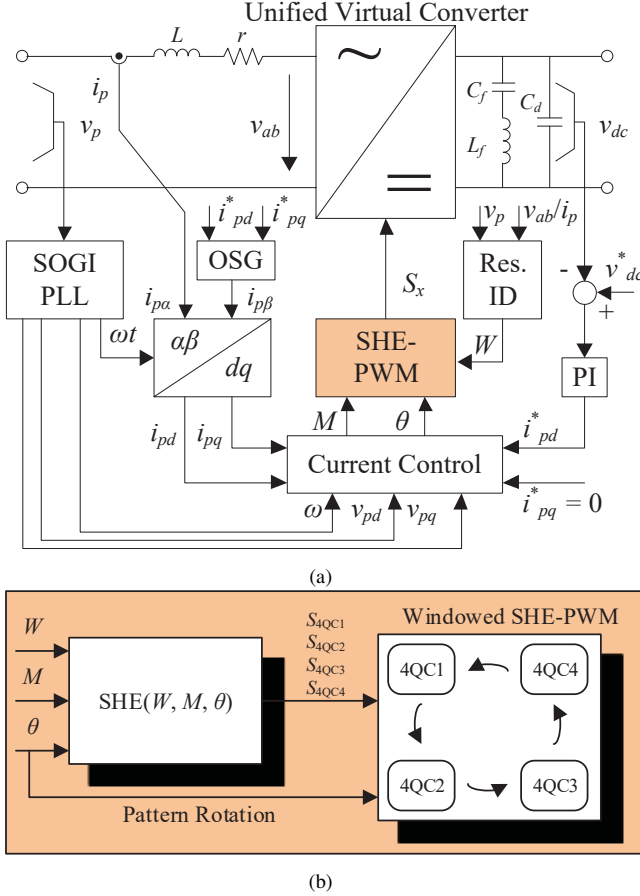 Unified Virtual Converter
L
r
i_p
v_p
v_ab
~
=
C_f
C_d
L_f
v_dc
i*_pd
i*_pq
v_p
v_ab/i_p
SOGI
PLL
OSG
Res.
ID
-
v*_dc
+
i_pα
i_pβ
S_x
ωt
αβ
dq
SHE-
PWM
W
PI
i_pd
i_pq
M
θ
i*_pd
Current Control
ω
v_pd
v_pq
i*_pq = 0
(a)
Windowed SHE-PWM
W
M
θ
SHE(W, M, θ)
S_4QC1
S_4QC2
S_4QC3
S_4QC4
4QC1
4QC4
4QC2
4QC3
Pattern Rotation
(b)